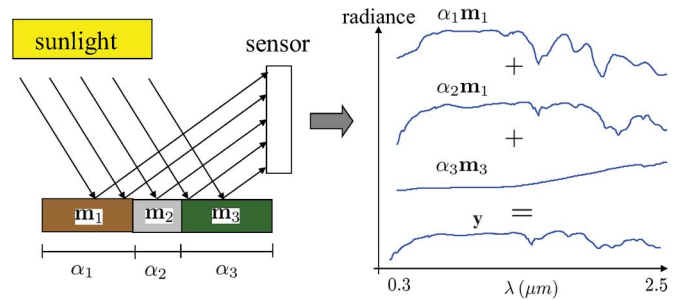 sunlight
sensor
m₁
m₂
m₃
α₁
α₂
α₃
radiance
α₁m₁
+
α₂m₁
+
α₃m₃
y
=
0.3
λ (μm)
2.5